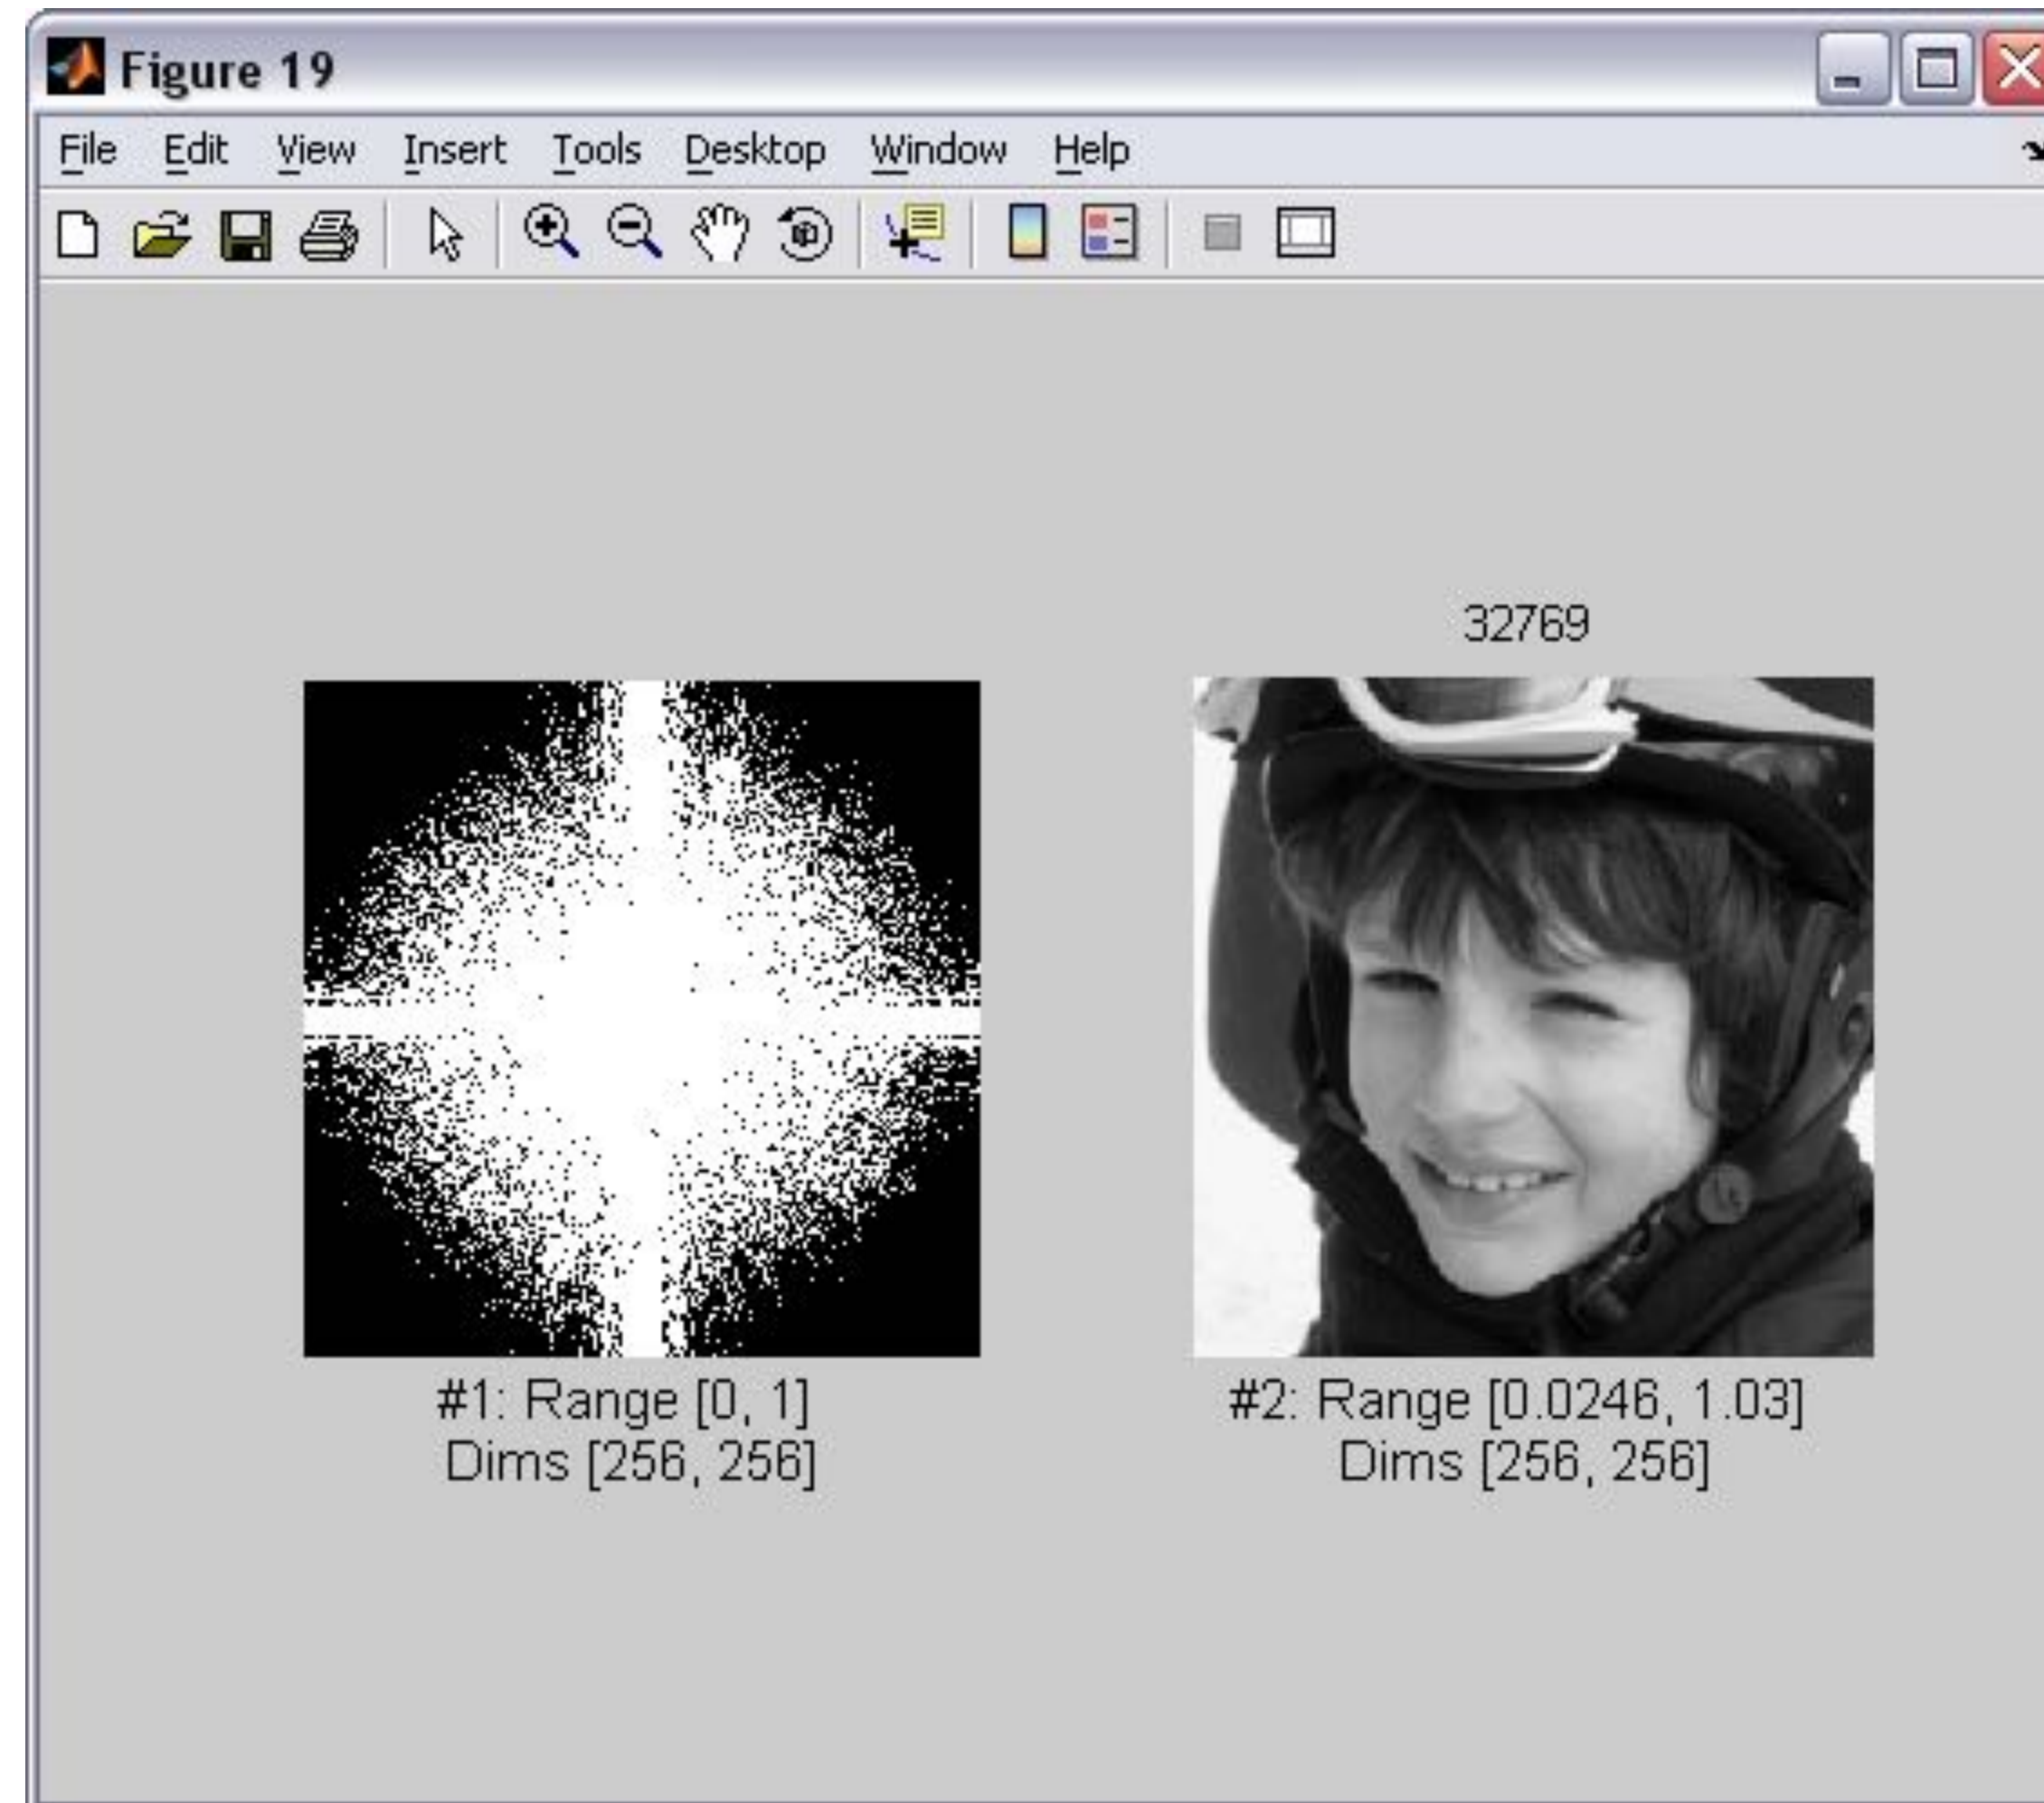 Figure 19
File Edit View Insert Tools Desktop Window Help
32769
#1: Range [0, 1]
Dims [256, 256]
#2: Range [0.0246, 1.03]
Dims [256, 256]